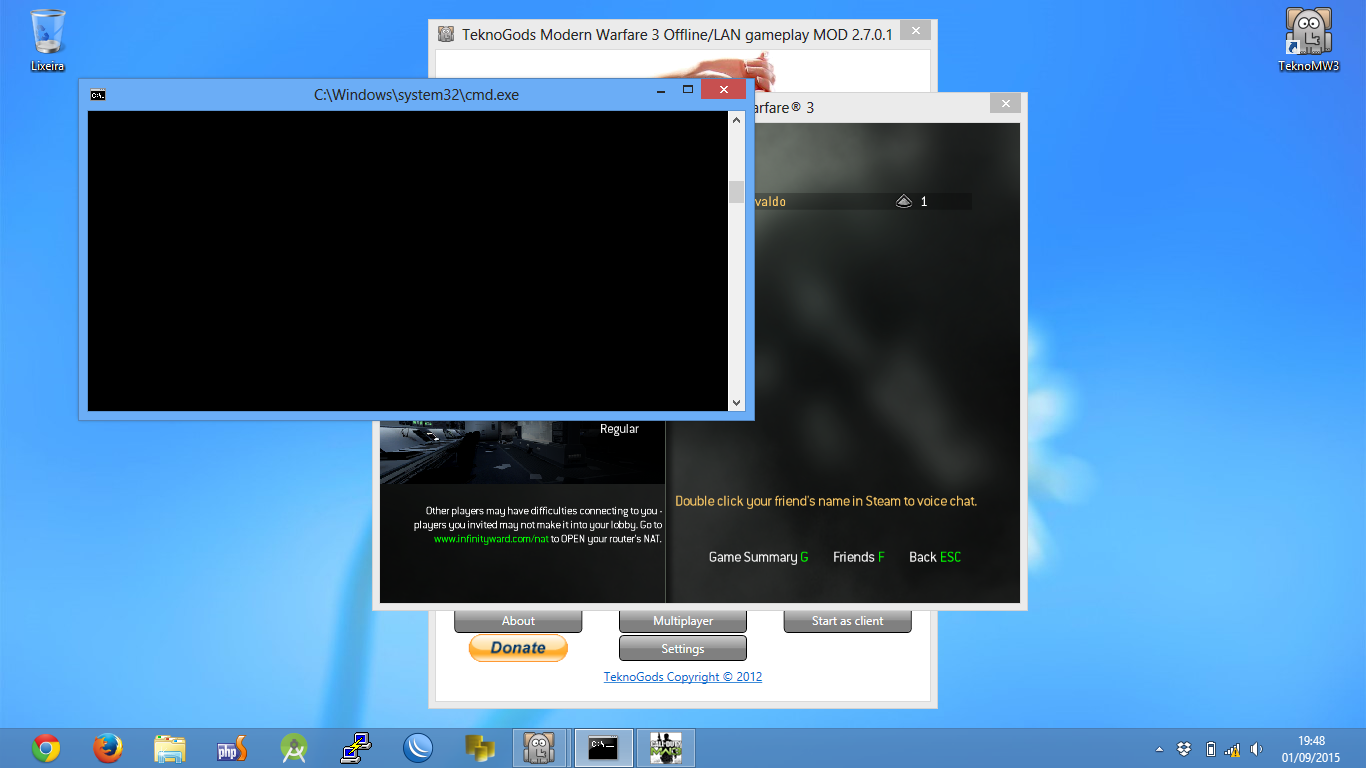 TeknoGods Modern Warfare 3 Offline/LAN gameplay MOD 2.7.0.1
Lixeira
TeknoMW3
C:\Windows\system32\cmd.exe
arfare® 3
valdo 1
Regular
Double click your friend's name in Steam to voice chat.
Other players may have difficulties connecting to you -
players you invited may not make it into your lobby. Go to
www.infinityward.com/nat to OPEN your router's NAT.
Game Summary G Friends F Back ESC
About Multiplayer Start as client
Donate Settings
TeknoGods Copyright © 2012
php
19:48
01/09/2015